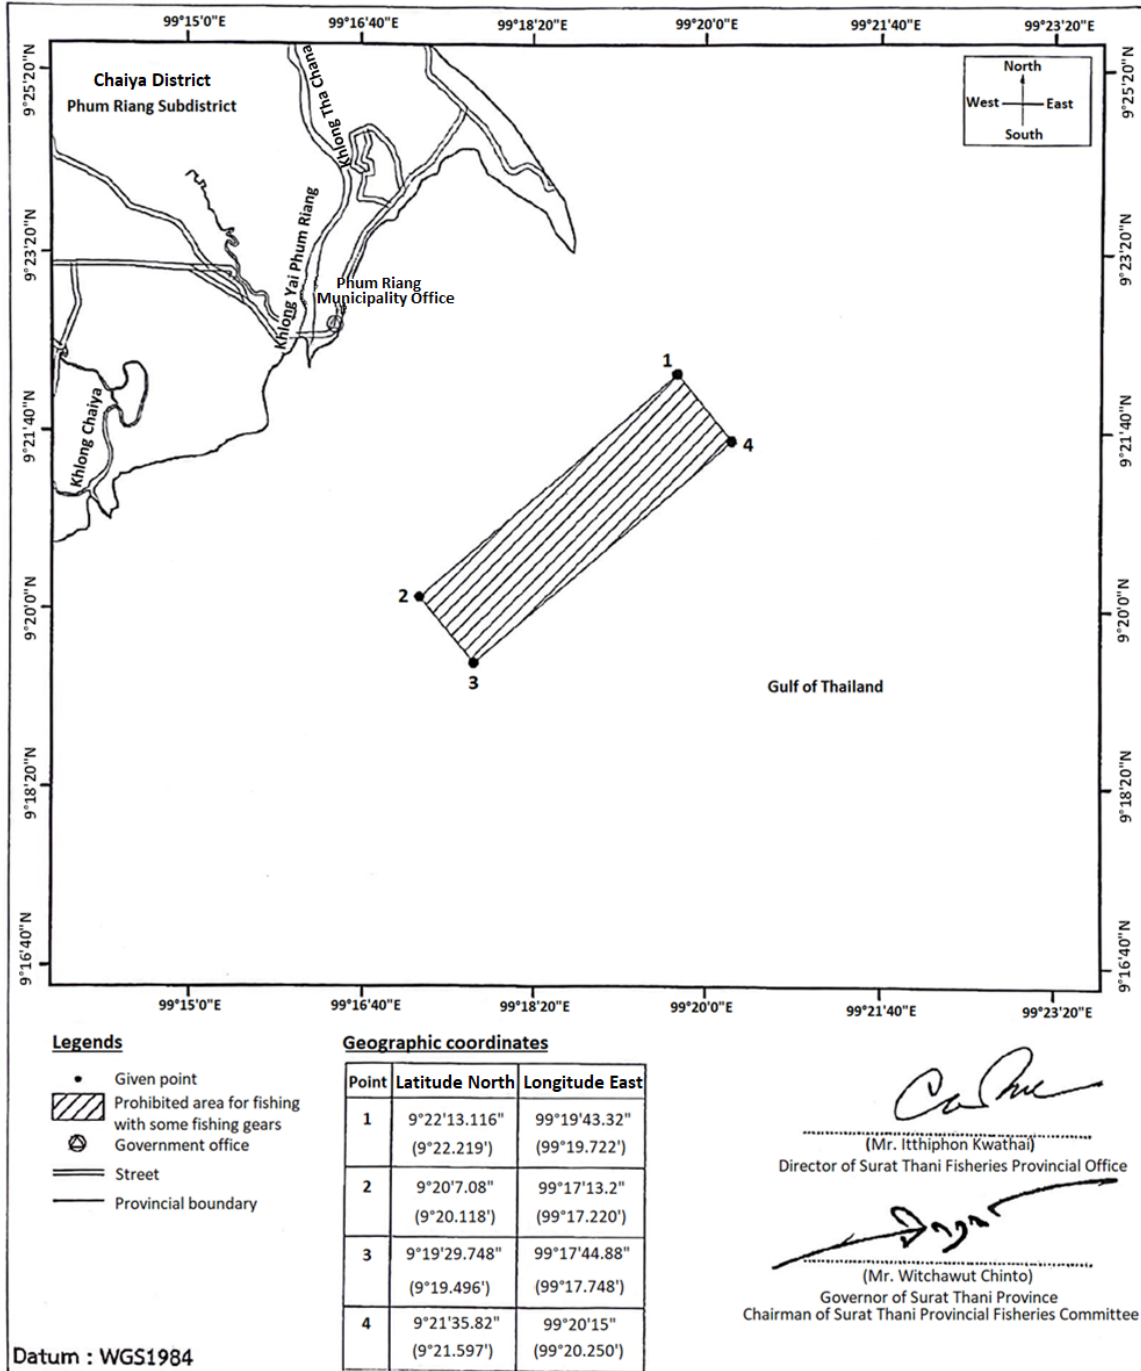 99°15'0"E 99°16'40"E 99°18'20"E 99°20'0"E 99°21'40"E 99°23'20"E
9°25'20"N
9°23'20"N
9°21'40"N
9°20'0"N
9°18'20"N
9°16'40"N
Chaiya District
Phum Riang Subdistrict
Khlong Tha Chana
Khlong Yai Phum Riang
Phum Riang
Municipality Office
Khlong Chaiya
North
West East
South
1
4
2
3
Gulf of Thailand
9°25'20"N
9°23'20"N
9°21'40"N
9°20'0"N
9°18'20"N
9°16'40"N
99°15'0"E 99°16'40"E 99°18'20"E 99°20'0"E 99°21'40"E 99°23'20"E
Legends
Given point
Prohibited area for fishing
with some fishing gears
Government office
Street
Provincial boundary
Geographic coordinates
Point Latitude North Longitude East
1 9°22'13.116" 99°19'43.32"
(9°22.219') (99°19.722')
2 9°20'7.08" 99°17'13.2"
(9°20.118') (99°17.220')
3 9°19'29.748" 99°17'44.88"
(9°19.496') (99°17.748')
4 9°21'35.82" 99°20'15"
(9°21.597') (99°20.250')
(Mr. Itthiphon Kwathai)
Director of Surat Thani Fisheries Provincial Office
(Mr. Witchawut Chinto)
Governor of Surat Thani Province
Chairman of Surat Thani Provincial Fisheries Committee
Datum : WGS1984